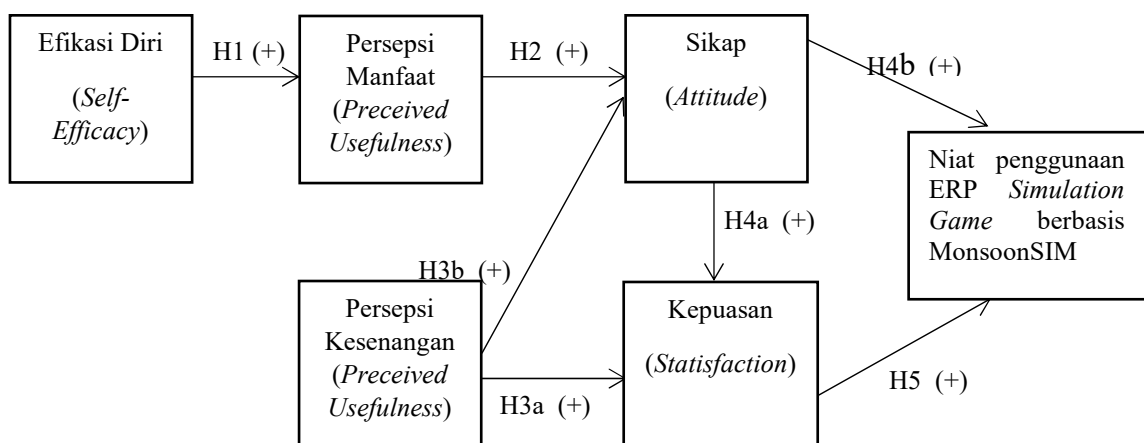 Efikasi Diri
(Self-
Efficacy)
H1 (+)
Persepsi
Manfaat
(Preceived
Usefulness)
H2 (+)
Sikap
(Attitude)
H4b (+)
Niat penggunaan
ERP Simulation
Game berbasis
MonsoonSIM
H4a (+)
H3b (+)
Persepsi
Kesenangan
(Preceived
Usefulness)
H3a (+)
Kepuasan
(Statisfaction)
H5 (+)